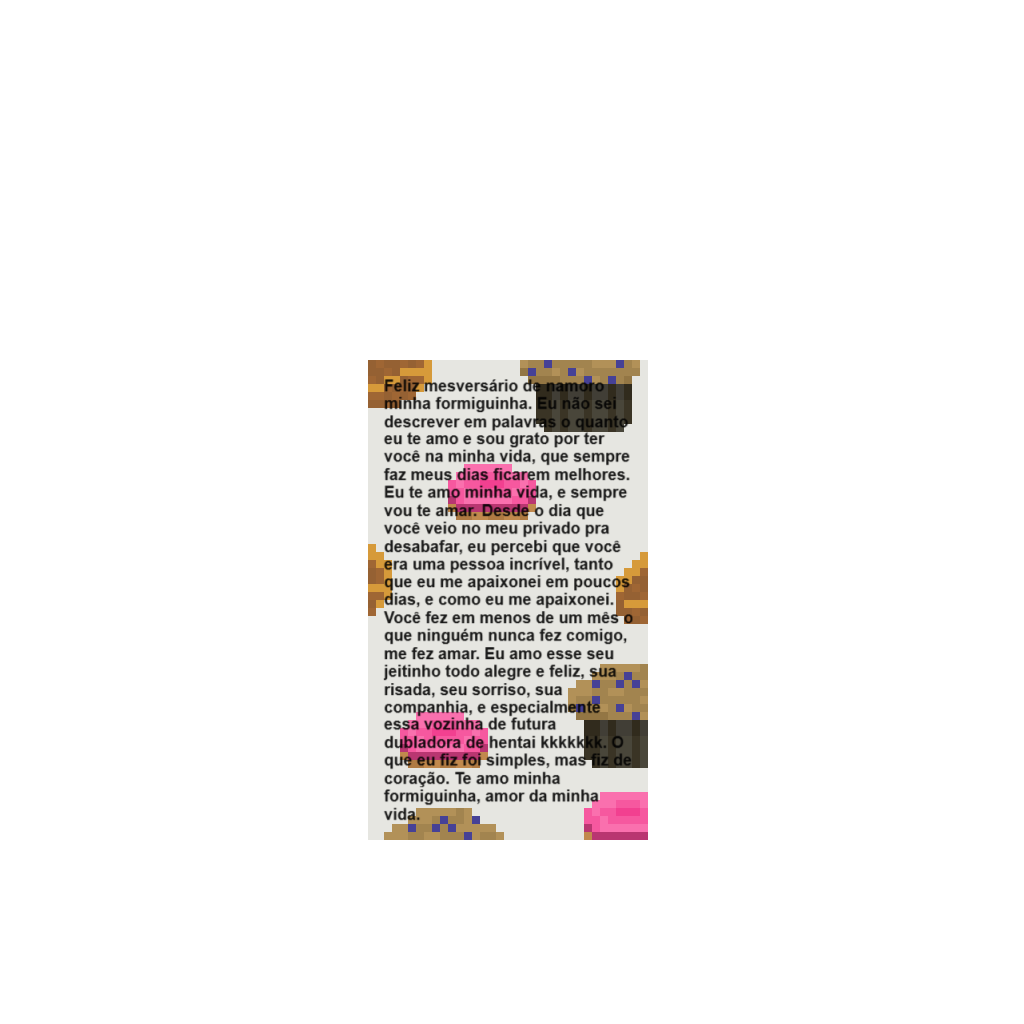 Feliz mesversário de namoro
minha formiguinha. Eu não sei
descrever em palavras o quanto
eu te amo e sou grato por ter
você na minha vida, que sempre
faz meus dias ficarem melhores.
Eu te amo minha vida, e sempre
vou te amar. Desde o dia que
você veio no meu privado pra
desabafar, eu percebi que você
era uma pessoa incrível, tanto
que eu me apaixonei em poucos
dias, e como eu me apaixonei.
Você fez em menos de um mês o
que ninguém nunca fez comigo,
me fez amar. Eu amo esse seu
jeitinho todo alegre e feliz, sua
risada, seu sorriso, sua
companhia, e especialmente
essa vozinha de futura
dubladora de hentai kkkkkkk. O
que eu fiz foi simples, mas fiz de
coração. Te amo minha
formiguinha, amor da minha
vida.